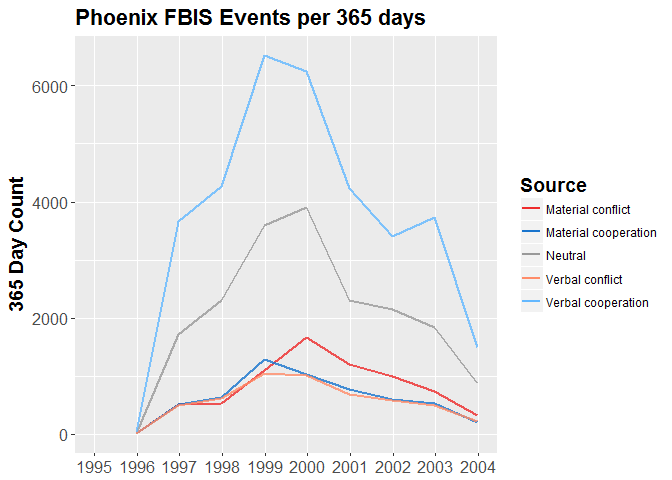 Phoenix FBIS Events per 365 days
365 Day Count
6000
4000
2000
0
1995 1996 1997 1998 1999 2000 2001 2002 2003 2004
Source
Material conflict
Material cooperation
Neutral
Verbal conflict
Verbal cooperation